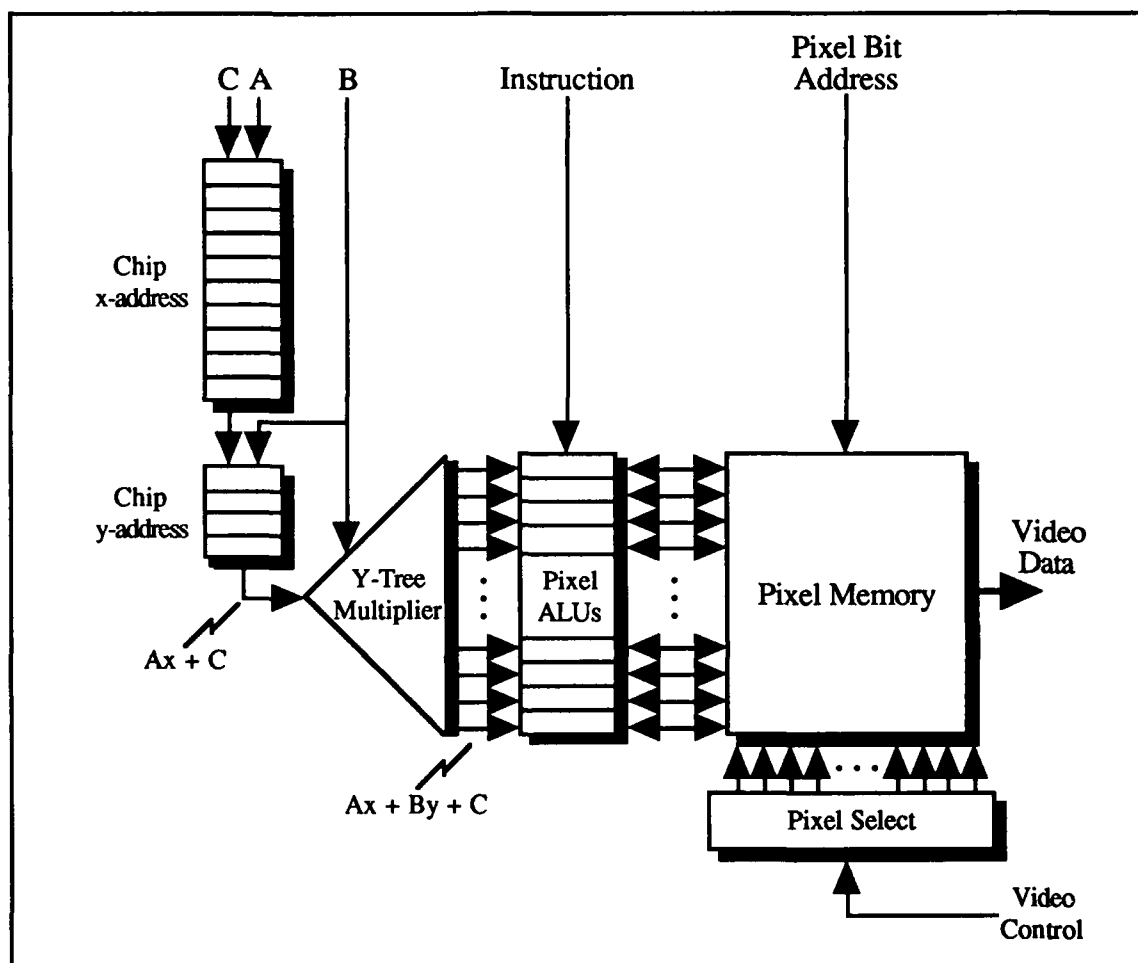 C A
B
Instruction
Pixel Bit
Address
Chip
x-address
Chip
y-address
Y-Tree
Multiplier
Pixel
ALUs
Pixel Memory
Video
Data
Ax + C
Ax + By + C
Pixel Select
Video
Control